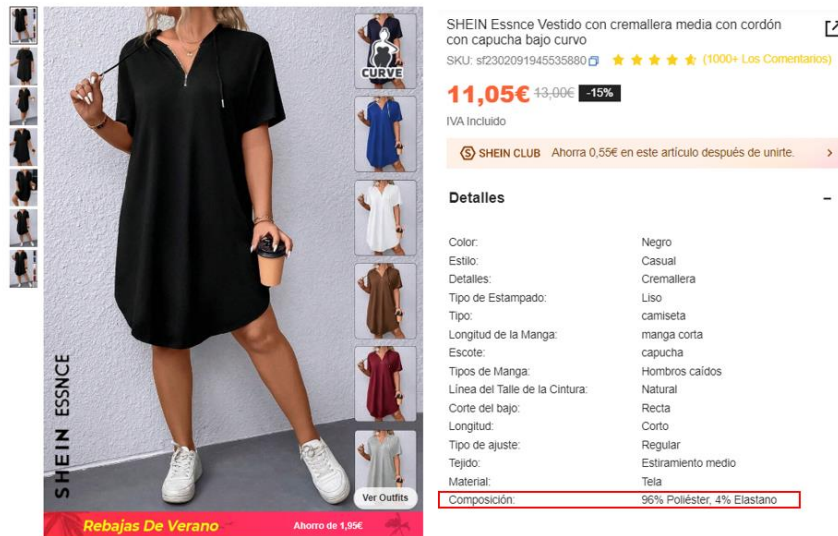 CURVE
SHEIN ESSNCE
Ver Outfits
Rebajas De Verano
Ahorro de 1,95€
SHEIN Essnce Vestido con cremallera media con cordón
con capucha bajo curvo
SKU: sf2302091945535880 (1000+ Los Comentarios)
11,05€ 13,00€ -15%
IVA Incluido
S SHEIN CLUB Ahorra 0,55€ en este artículo después de unirte. >
Detalles −
Color: Negro
Estilo: Casual
Detalles: Cremallera
Tipo de Estampado: Liso
Tipo: camiseta
Longitud de la Manga: manga corta
Escote: capucha
Tipos de Manga: Hombros caídos
Línea del Talle de la Cintura: Natural
Corte del bajo: Recta
Longitud: Corto
Tipo de ajuste: Regular
Tejido: Estiramiento medio
Material: Tela
Composición: 96% Poliéster, 4% Elastano